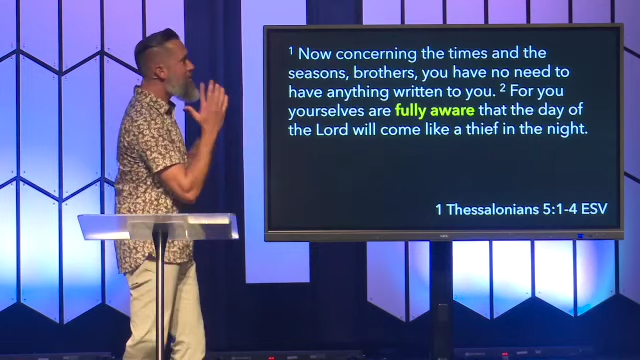 ¹ Now concerning the times and the
seasons, brothers, you have no need to
have anything written to you. ² For you
yourselves are fully aware that the day of
the Lord will come like a thief in the night.
1 Thessalonians 5:1-4 ESV